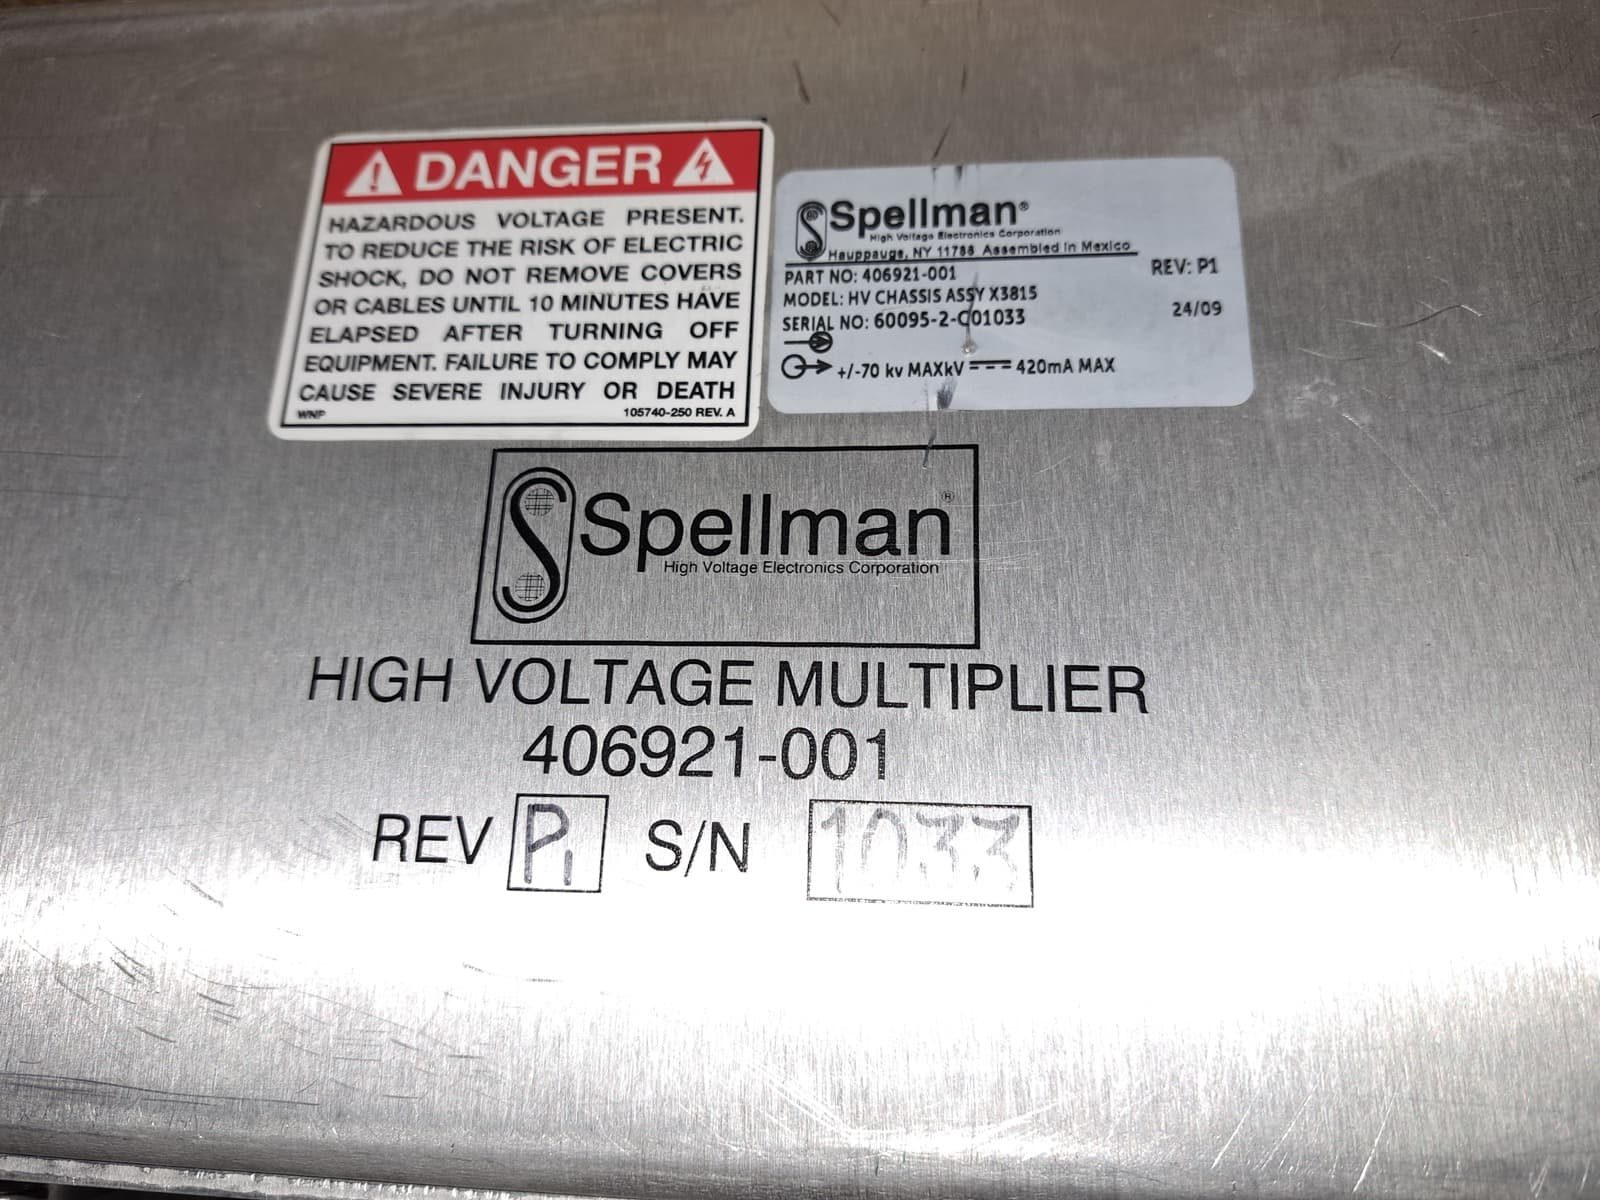 DANGER
HAZARDOUS VOLTAGE PRESENT.
TO REDUCE THE RISK OF ELECTRIC
SHOCK, DO NOT REMOVE COVERS
OR CABLES UNTIL 10 MINUTES HAVE
ELAPSED AFTER TURNING OFF
EQUIPMENT. FAILURE TO COMPLY MAY
CAUSE SEVERE INJURY OR DEATH
WNP 105740-250 REV. A
Spellman®
High Voltage Electronics Corporation
Hauppauge, NY 11788 Assembled in Mexico
PART NO: 406921-001 REV: P1
MODEL: HV CHASSIS ASSY X3815
SERIAL NO: 60095-2-C01033 24/09
+/-70 kv MAXkV 420mA MAX
Spellman®
High Voltage Electronics Corporation
HIGH VOLTAGE MULTIPLIER
406921-001
REV P1 S/N 1033